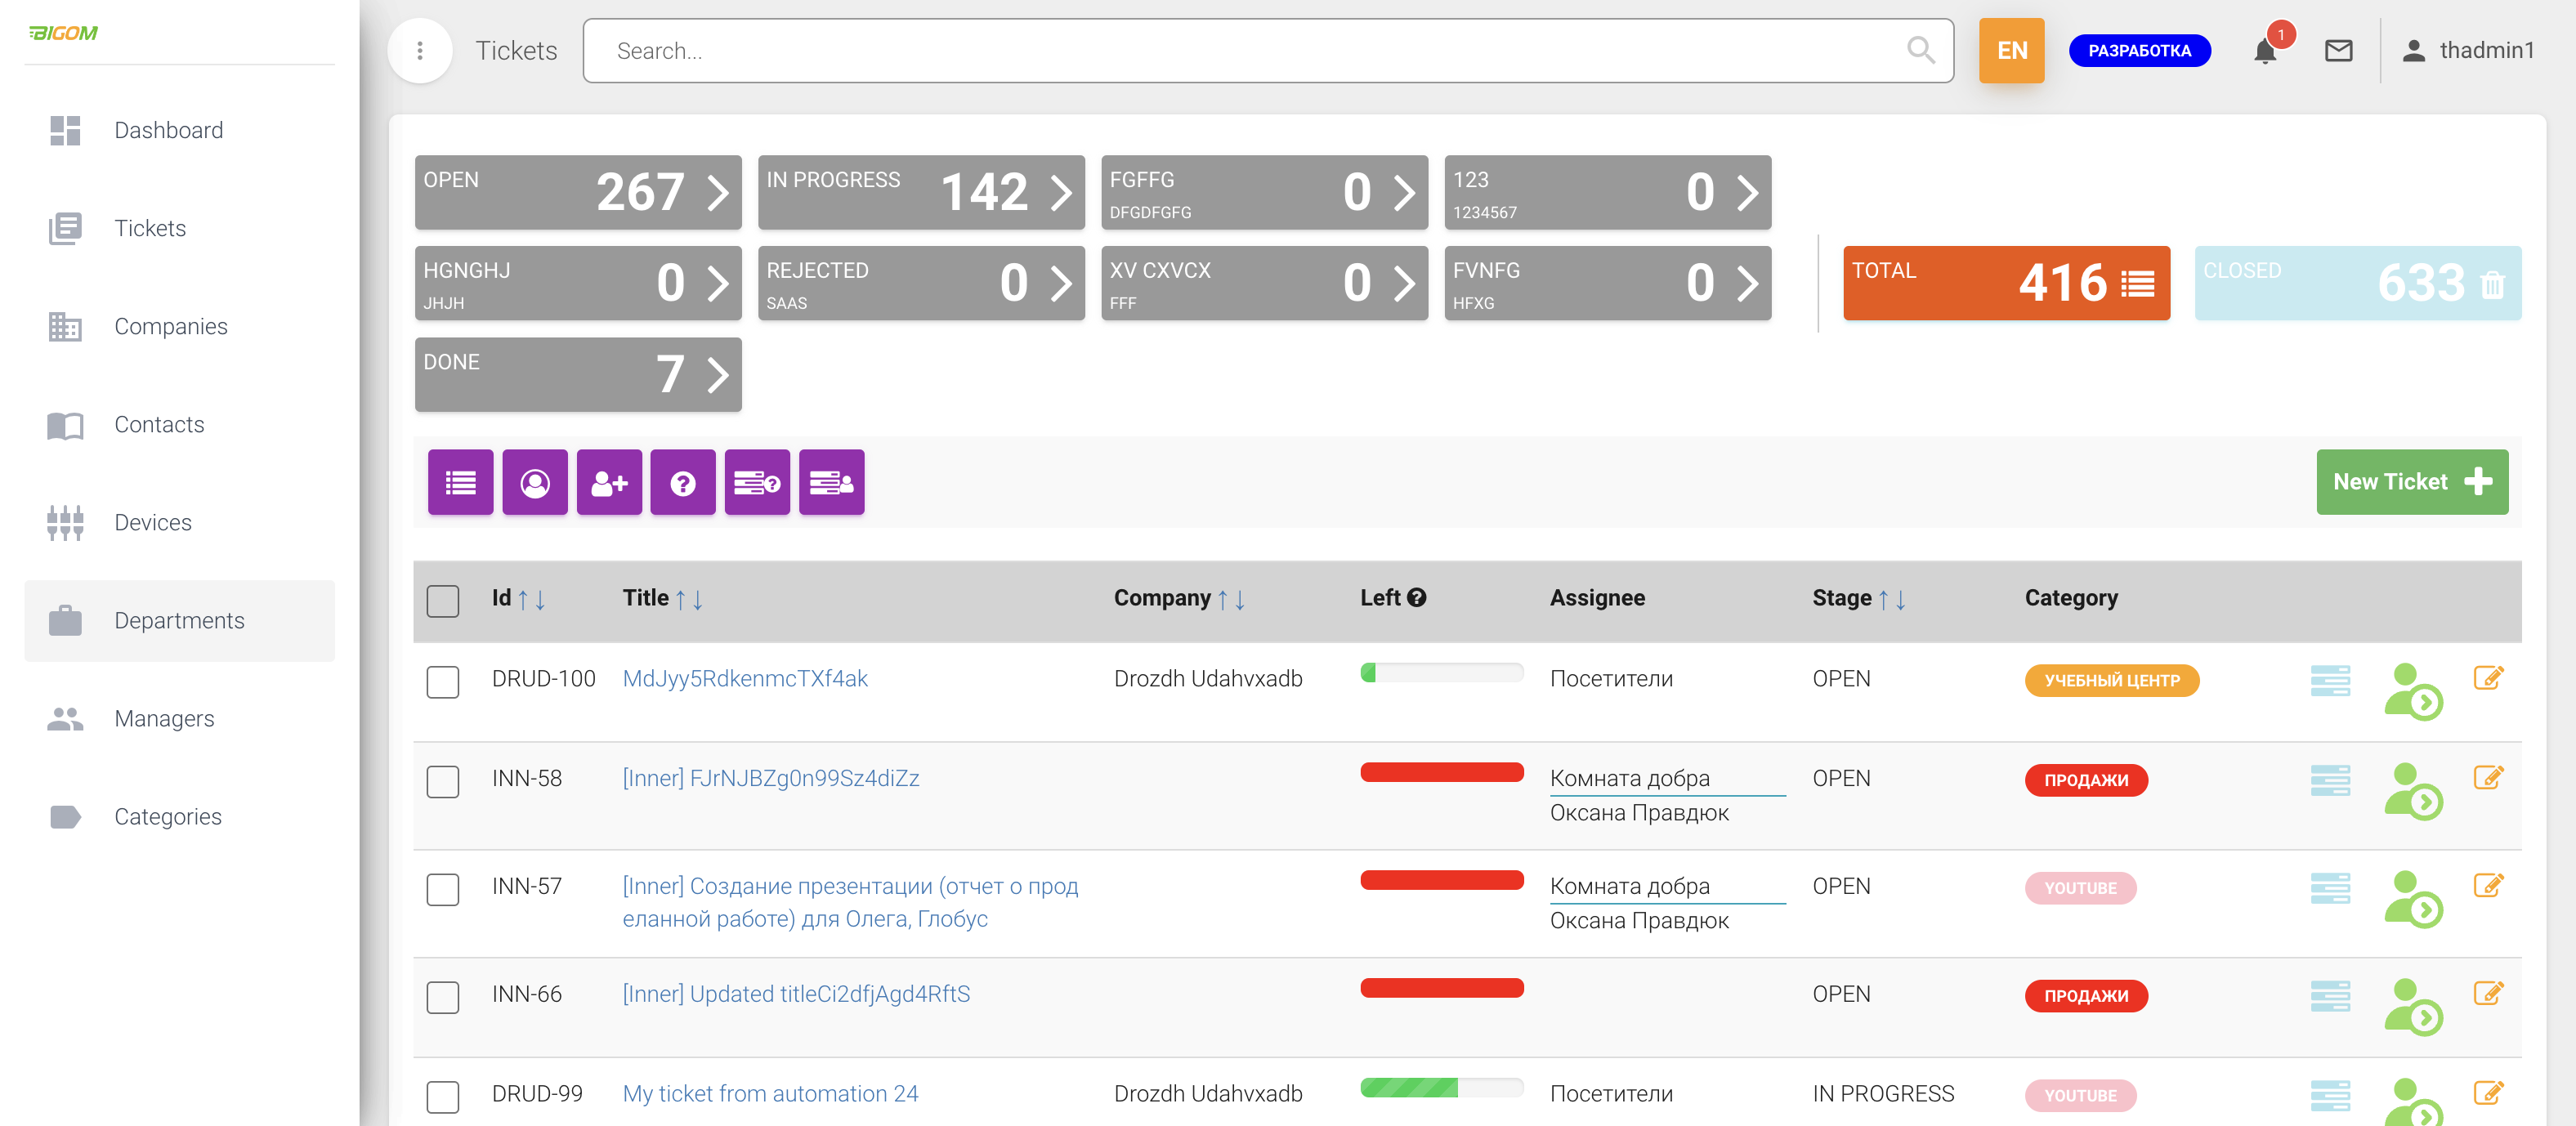 BIGOM
Dashboard
Tickets
Companies
Contacts
Devices
Departments
Managers
Categories
Tickets
Search...
EN
РАЗРАБОТКА
1
thadmin1
OPEN 267
IN PROGRESS 142
FGFFG 0
DFGDFGFG
123 0
1234567
HGNGHJ 0
JHJH
REJECTED 0
SAAS
XV CXVCX 0
FFF
FVNFG 0
HFXG
TOTAL 416
CLOSED 633
DONE 7
New Ticket
Id Title Company Left Assignee Stage Category
DRUD-100 MdJyy5RdkenmcTXf4ak Drozdh Udahvxadb Посетители OPEN УЧЕБНЫЙ ЦЕНТР
INN-58 [Inner] FJrNJBZg0n99Sz4diZz Комната добра OPEN ПРОДАЖИ
Оксана Правдюк
INN-57 [Inner] Создание презентации (отчет о прод Комната добра OPEN YOUTUBE
еланной работе) для Олега, Глобус Оксана Правдюк
INN-66 [Inner] Updated titleCi2dfjAgd4RftS OPEN ПРОДАЖИ
DRUD-99 My ticket from automation 24 Drozdh Udahvxadb Посетители IN PROGRESS YOUTUBE